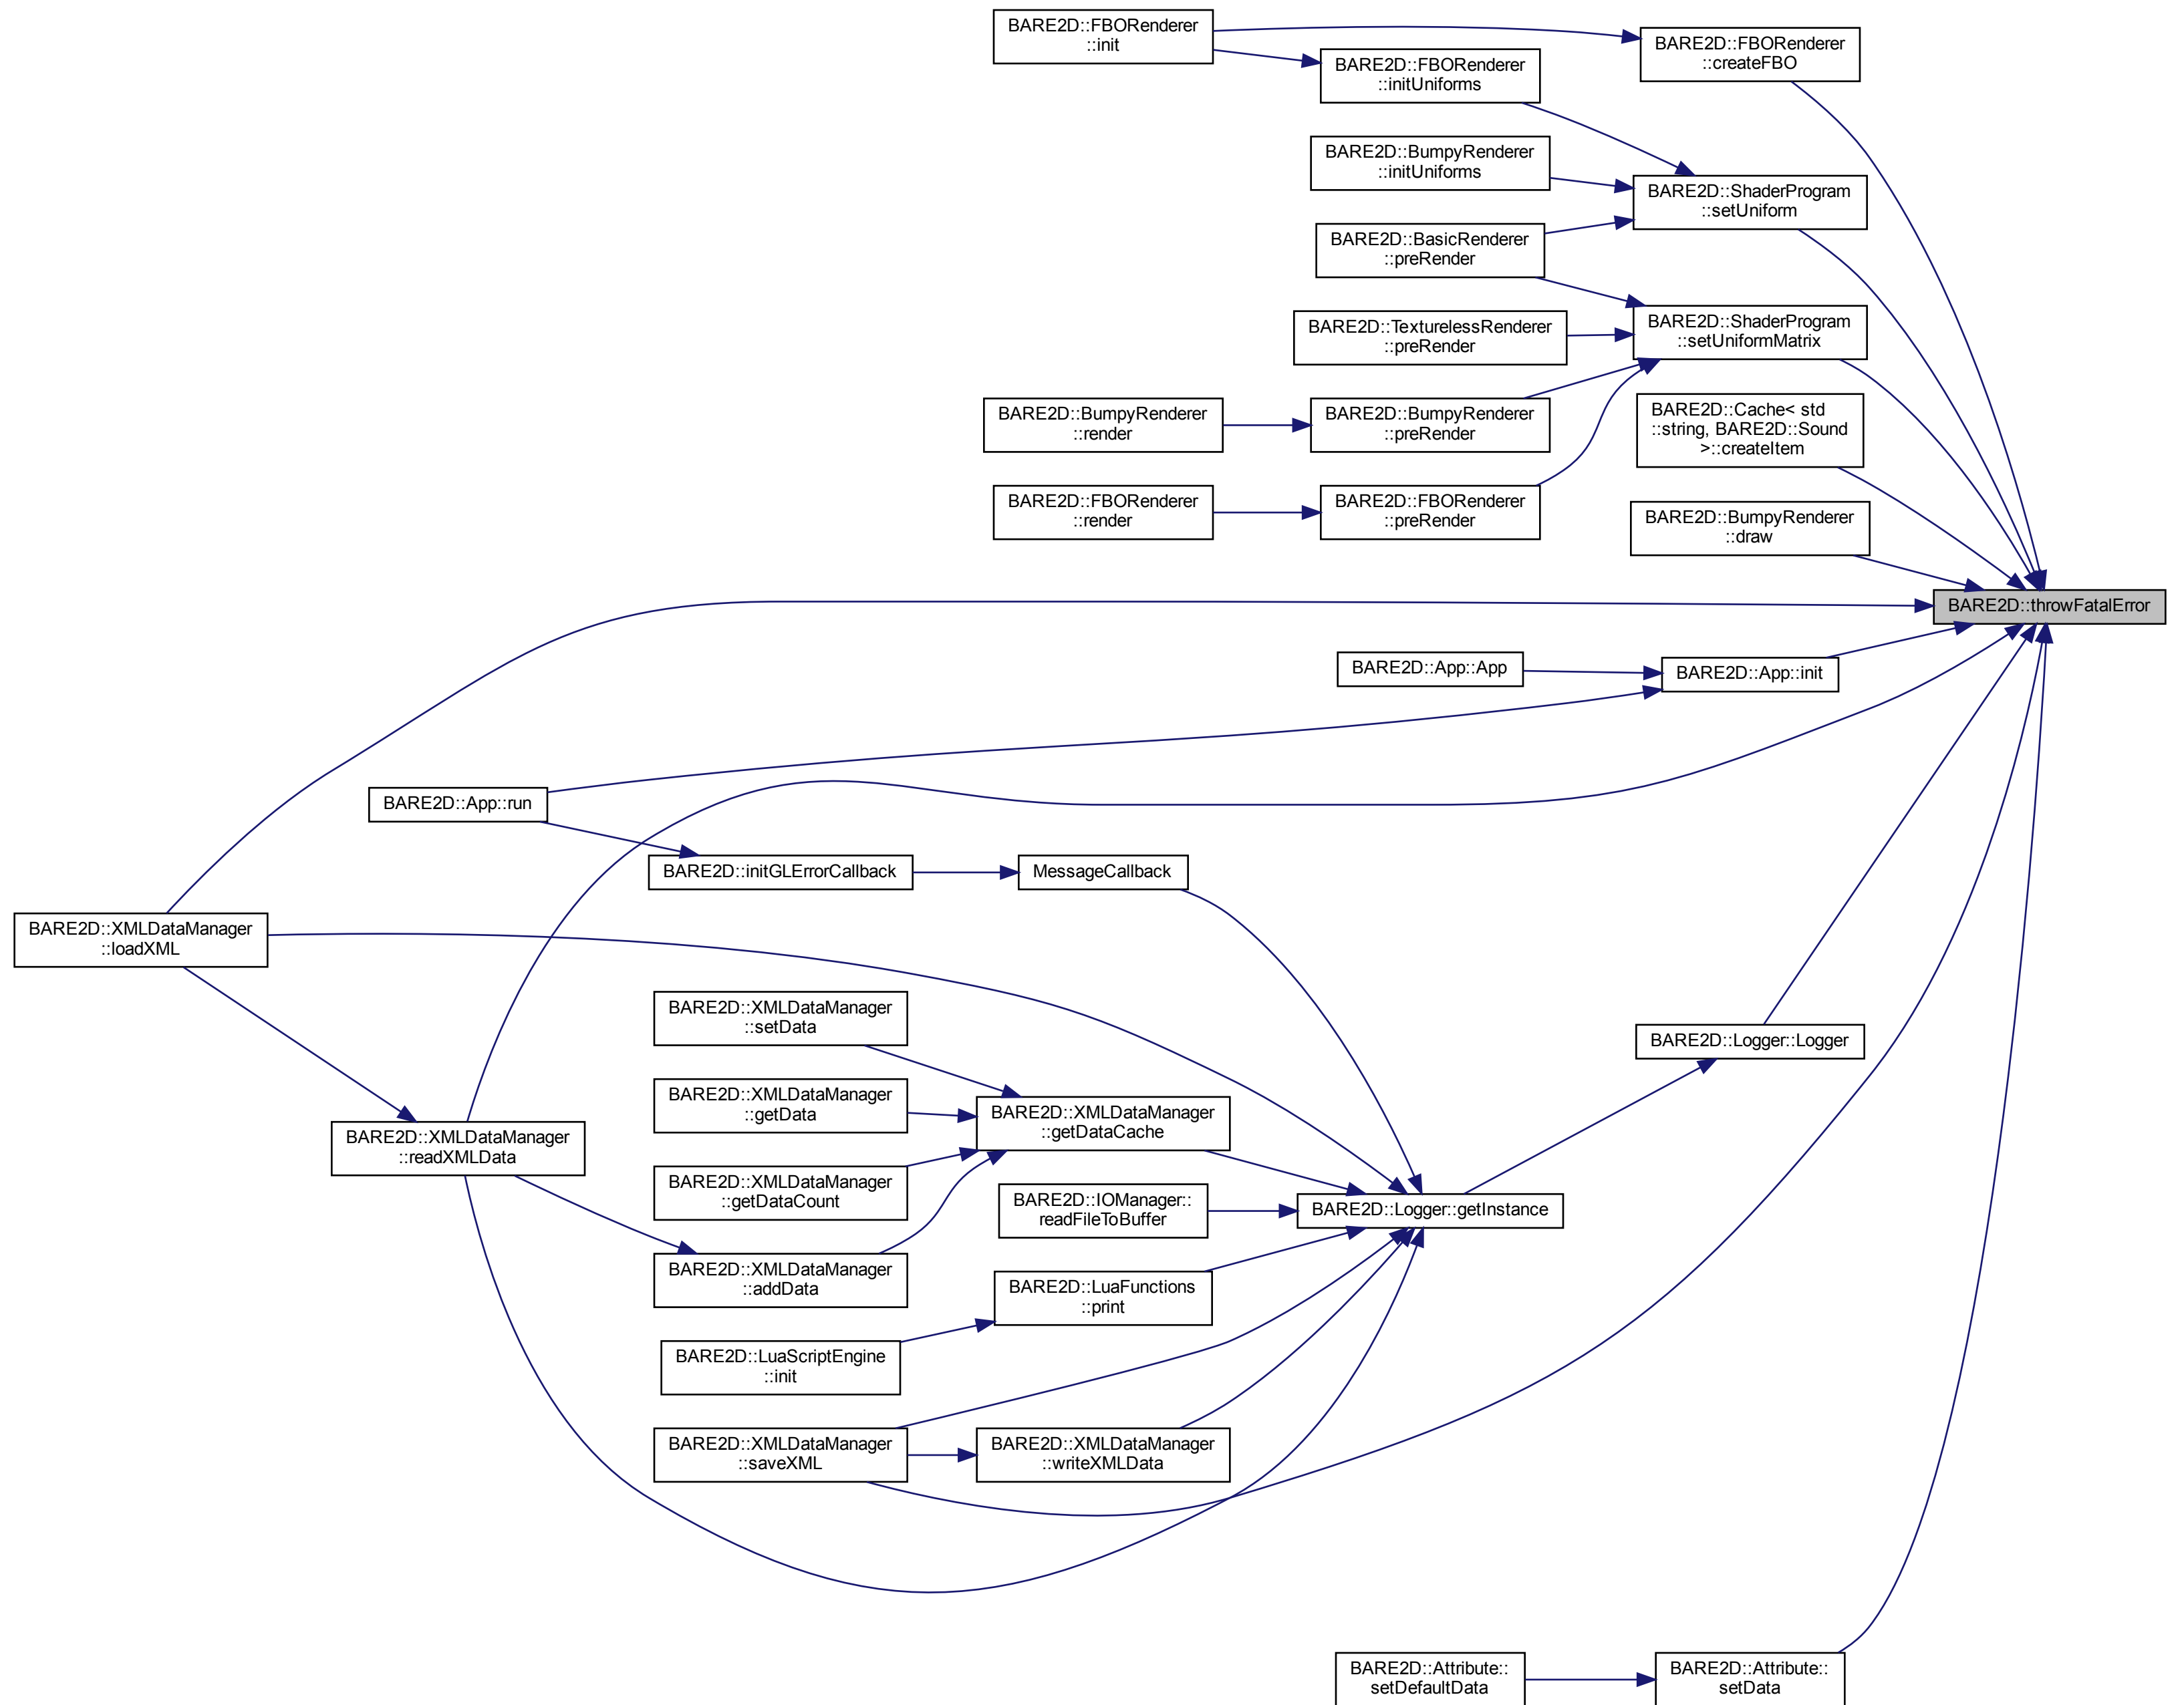 BARE2D::FBORenderer
::init
BARE2D::FBORenderer
::createFBO
BARE2D::FBORenderer
::initUniforms
BARE2D::BumpyRenderer
::initUniforms
BARE2D::ShaderProgram
::setUniform
BARE2D::BasicRenderer
::preRender
BARE2D::TexturelessRenderer
::preRender
BARE2D::ShaderProgram
::setUniformMatrix
BARE2D::BumpyRenderer
::render
BARE2D::BumpyRenderer
::preRender
BARE2D::Cache< std
::string, BARE2D::Sound
>::createItem
BARE2D::FBORenderer
::render
BARE2D::FBORenderer
::preRender
BARE2D::BumpyRenderer
::draw
BARE2D::throwFatalError
BARE2D::App::App
BARE2D::App::init
BARE2D::App::run
BARE2D::initGLErrorCallback
MessageCallback
BARE2D::XMLDataManager
::loadXML
BARE2D::XMLDataManager
::setData
BARE2D::Logger::Logger
BARE2D::XMLDataManager
::getData
BARE2D::XMLDataManager
::getDataCache
BARE2D::XMLDataManager
::readXMLData
BARE2D::XMLDataManager
::getDataCount
BARE2D::IOManager::
readFileToBuffer
BARE2D::Logger::getInstance
BARE2D::XMLDataManager
::addData
BARE2D::LuaFunctions
::print
BARE2D::LuaScriptEngine
::init
BARE2D::XMLDataManager
::saveXML
BARE2D::XMLDataManager
::writeXMLData
BARE2D::Attribute::
setDefaultData
BARE2D::Attribute::
setData